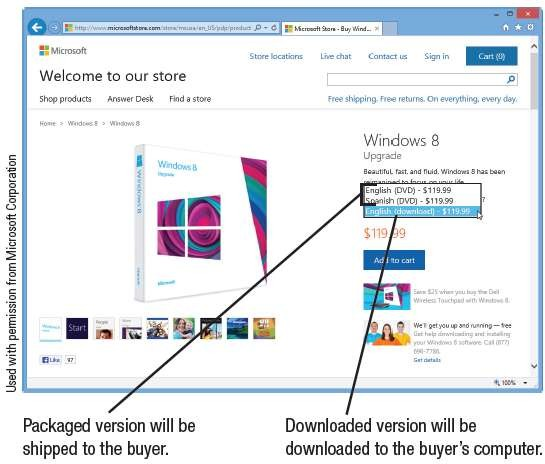 http://www.microsoftstore.com/store/msusa/en_US/pdp/product
Microsoft Store - Buy Wind...
Microsoft
Store locations Live chat Contact us Sign in Cart (0)
Welcome to our store
Shop products Answer Desk Find a store Free shipping. Free returns. On everything, every day.
Home > Windows 8 > Windows 8
Windows 8
Upgrade
Windows 8
Upgrade
Microsoft
Beautiful, fast, and fluid. Windows 8 has been
English (DVD) - $119.99
Spanish (DVD) - $119.99
English (download) - $119.99
$119.99
Add to cart
Save $25 when you buy the Dell
Wireless Touchpad with Windows 8.
We'll get you up and running — free
Get help downloading and installing
your Windows 8 software. Call (877)
696-7786.
Get details
Start
Like 97
100%
Used with permission from Microsoft Corporation
Packaged version will be
shipped to the buyer.
Downloaded version will be
downloaded to the buyer's computer.